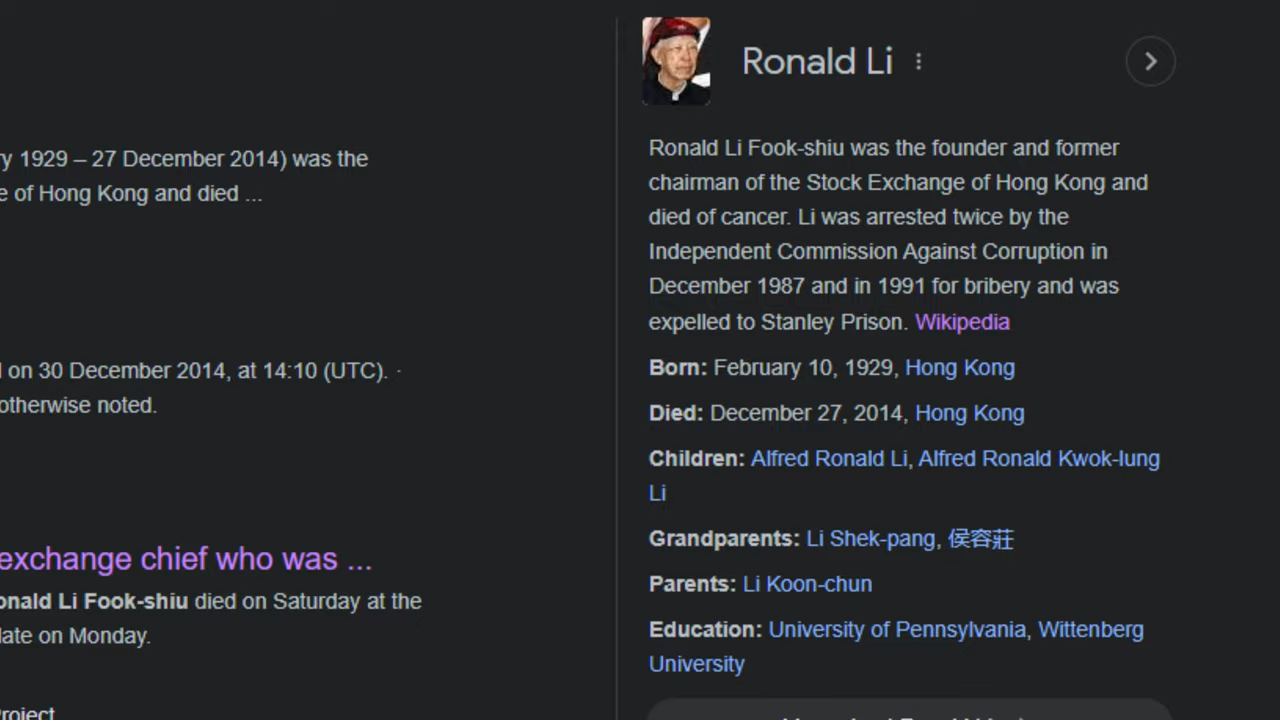 ry 1929 – 27 December 2014) was the
e of Hong Kong and died ...
on 30 December 2014, at 14:10 (UTC). ·
otherwise noted.
exchange chief who was ...
onald Li Fook-shiu died on Saturday at the
late on Monday.
Project
Ronald Li
Ronald Li Fook-shiu was the founder and former
chairman of the Stock Exchange of Hong Kong and
died of cancer. Li was arrested twice by the
Independent Commission Against Corruption in
December 1987 and in 1991 for bribery and was
expelled to Stanley Prison. Wikipedia
Born: February 10, 1929, Hong Kong
Died: December 27, 2014, Hong Kong
Children: Alfred Ronald Li, Alfred Ronald Kwok-lung
Li
Grandparents: Li Shek-pang, 侯容莊
Parents: Li Koon-chun
Education: University of Pennsylvania, Wittenberg
University